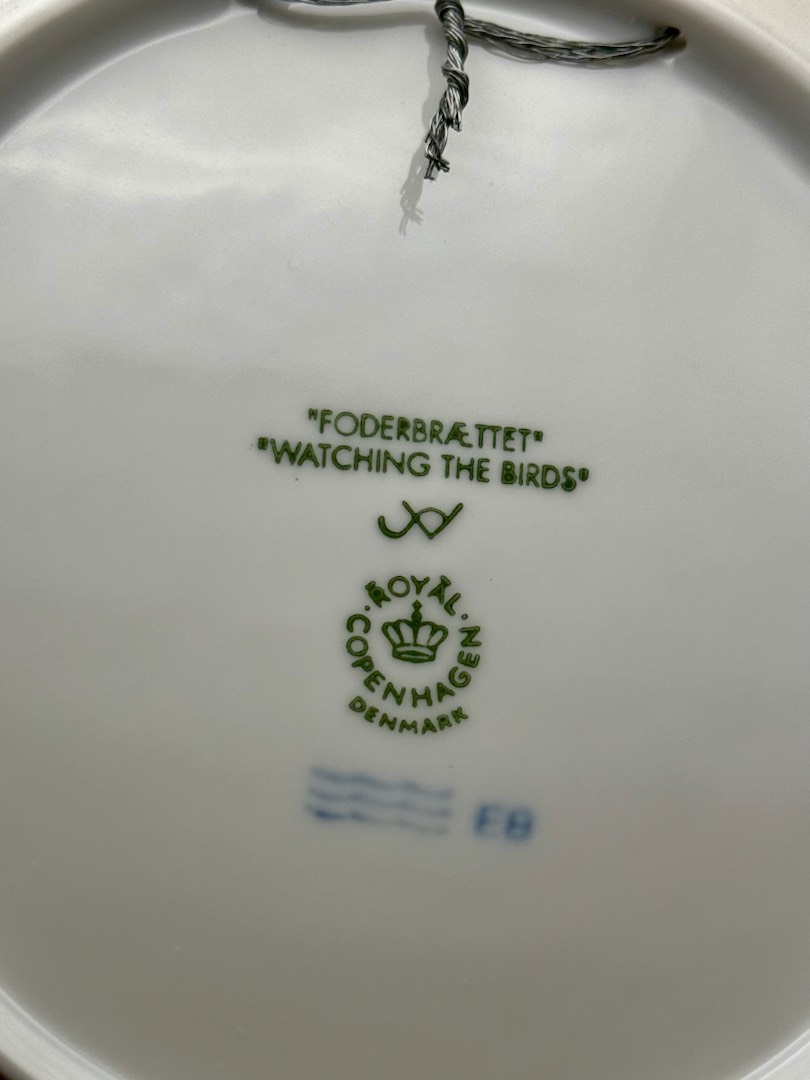 "FODERBRÆTTET"
"WATCHING THE BIRDS"
ROYAL
COPENHAGEN
DENMARK
EB